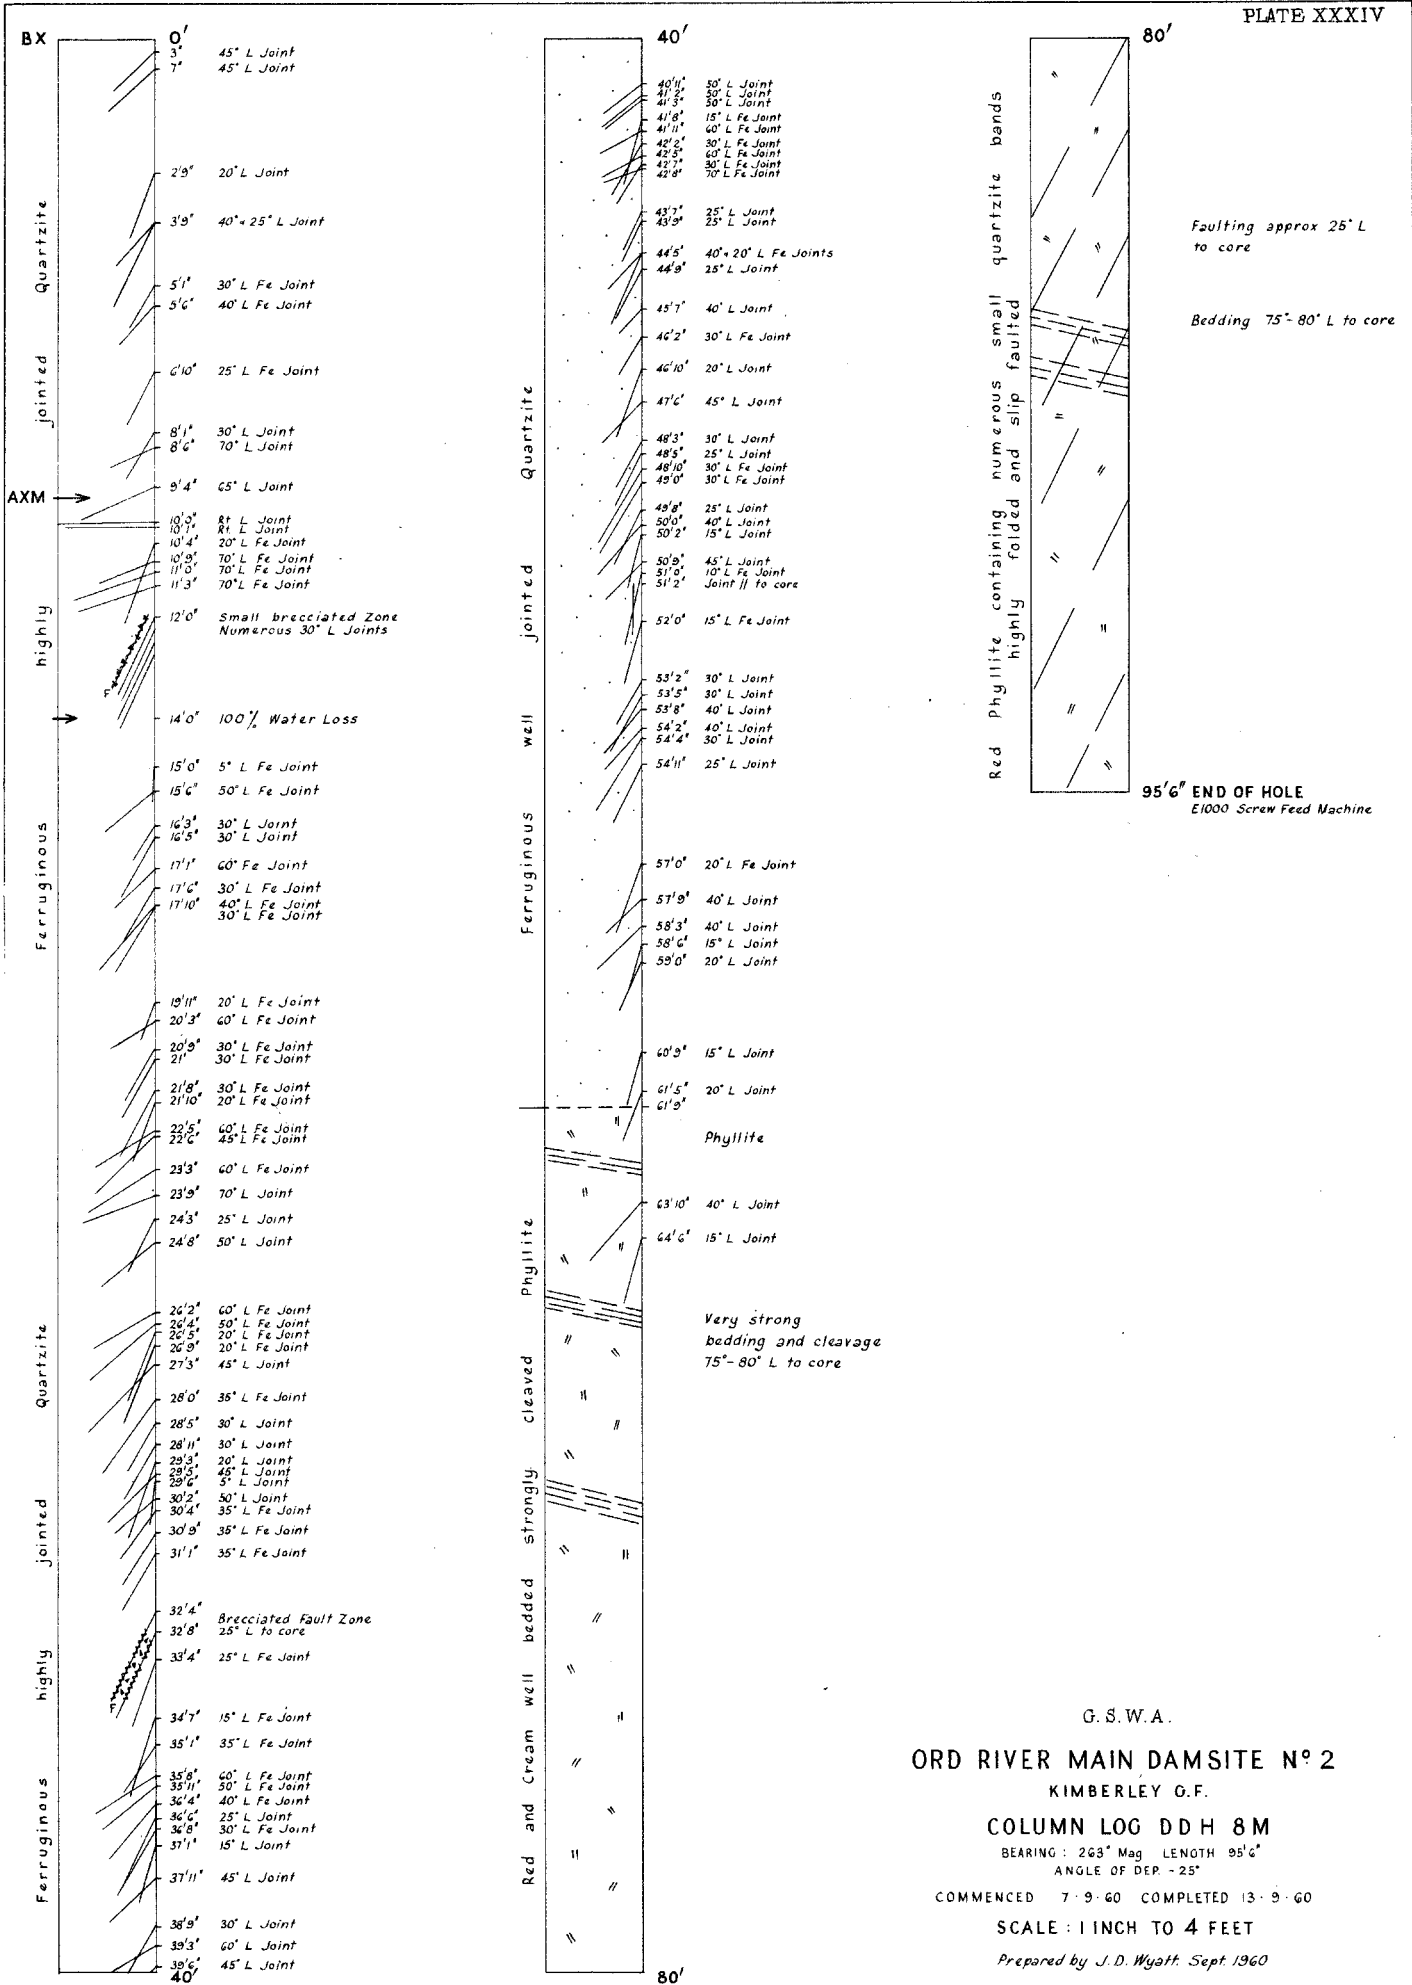 PLATE XXXIV
BX
0'
3" 45° L Joint
7" 45° L Joint
2'9" 20° L Joint
3'9" 40° & 25° L Joint
5'1" 30° L Fe Joint
5'6" 40° L Fe Joint
6'10" 25° L Fe Joint
8'1" 30° L Joint
8'6" 70° L Joint
9'4" 65° L Joint
AXM
10'0" Rt L Joint
10'1" Rt. L Joint
10'4" 20° L Fe Joint
10'9" 70° L Fe Joint
11'0" 70° L Fe Joint
11'3" 70° L Fe Joint
12'0" Small brecciated Zone
Numerous 30° L Joints
F
14'0" 100% Water Loss
15'0" 5° L Fe Joint
15'6" 50° L Fe Joint
16'3" 30° L Joint
16'5" 30° L Joint
17'1" 60° Fe Joint
17'6" 30° L Fe Joint
17'10" 40° L Fe Joint
30° L Fe Joint
19'11" 20° L Fe Joint
20'3" 60° L Fe Joint
20'9" 30° L Fe Joint
21' 30° L Fe Joint
21'8" 30° L Fe Joint
21'10" 20° L Fe Joint
22'5" 60° L Fe Joint
22'6" 45° L Fe Joint
23'3" 60° L Fe Joint
23'9" 70° L Joint
24'3" 25° L Joint
24'8" 50° L Joint
26'2" 60° L Fe Joint
26'4" 50° L Fe Joint
26'5" 20° L Fe Joint
26'9" 20° L Fe Joint
27'3" 45° L Joint
28'0" 35° L Fe Joint
28'5" 30° L Joint
28'11" 30° L Joint
29'3" 20° L Joint
29'5" 45° L Joint
29'6" 5° L Joint
30'2" 50° L Joint
30'4" 35° L Fe Joint
30'9" 35° L Fe Joint
31'1" 35° L Fe Joint
32'4"
Brecciated Fault Zone
32'8" 25° L to core
33'4" 25° L Fe Joint
F
34'7" 15° L Fe Joint
35'1" 35° L Fe Joint
35'8" 60° L Fe Joint
35'11" 50° L Fe Joint
36'4" 40° L Fe Joint
36'6" 25° L Joint
36'8" 30° L Fe Joint
37'1" 15° L Joint
37'11" 45° L Joint
38'9" 30° L Joint
39'3" 60° L Joint
39'6" 45° L Joint
40'
Ferruginous highly jointed Quartzite
Ferruginous highly jointed Quartzite
40'
40'11" 50° L Joint
41'2" 50° L Joint
41'3" 50° L Joint
41'8" 15° L Fe Joint
41'11" 60° L Fe Joint
42'2" 30° L Fe Joint
42'5" 60° L Fe Joint
42'7" 30° L Fe Joint
42'8" 70° L Fe Joint
43'7" 25° L Joint
43'9" 25° L Joint
44'5" 40° & 20° L Fe Joints
44'9" 25° L Joint
45'7" 40° L Joint
46'2" 30° L Fe Joint
46'10" 20° L Joint
47'6" 45° L Joint
48'3" 30° L Joint
48'5" 25° L Joint
48'10" 30° L Fe Joint
49'0" 30° L Fe Joint
49'8" 25° L Joint
50'0" 40° L Joint
50'2" 15° L Joint
50'9" 45° L Joint
51'0" 10° L Fe Joint
51'2" Joint // to core
52'0" 15° L Fe Joint
53'2" 30° L Joint
53'5" 30° L Joint
53'8" 40° L Joint
54'2" 40° L Joint
54'4" 30° L Joint
54'11" 25° L Joint
57'0" 20° L Fe Joint
57'9" 40° L Joint
58'3" 40° L Joint
58'6" 15° L Joint
59'0" 20° L Joint
60'9" 15° L Joint
61'5" 20° L Joint
61'9"
Phyllite
63'10" 40° L Joint
64'6" 15° L Joint
Very strong
bedding and cleavage
75°-80° L to core
80'
Ferruginous well jointed Quartzite
Red and Cream well bedded strongly cleaved Phyllite
80'
Red Phyllite containing numerous small quartzite bands
highly folded and slip faulted
Faulting approx 25° L
to core
Bedding 75°-80° L to core
95'6" END OF HOLE
E1000 Screw Feed Machine
G.S.W.A.
ORD RIVER MAIN DAMSITE Nº 2
KIMBERLEY G.F.
COLUMN LOG DDH 8M
BEARING : 263° Mag LENGTH 95'6"
ANGLE OF DEP. -25°
COMMENCED 7·9·60 COMPLETED 13·9·60
SCALE : 1 INCH TO 4 FEET
Prepared by J.D. Wyatt. Sept. 1960